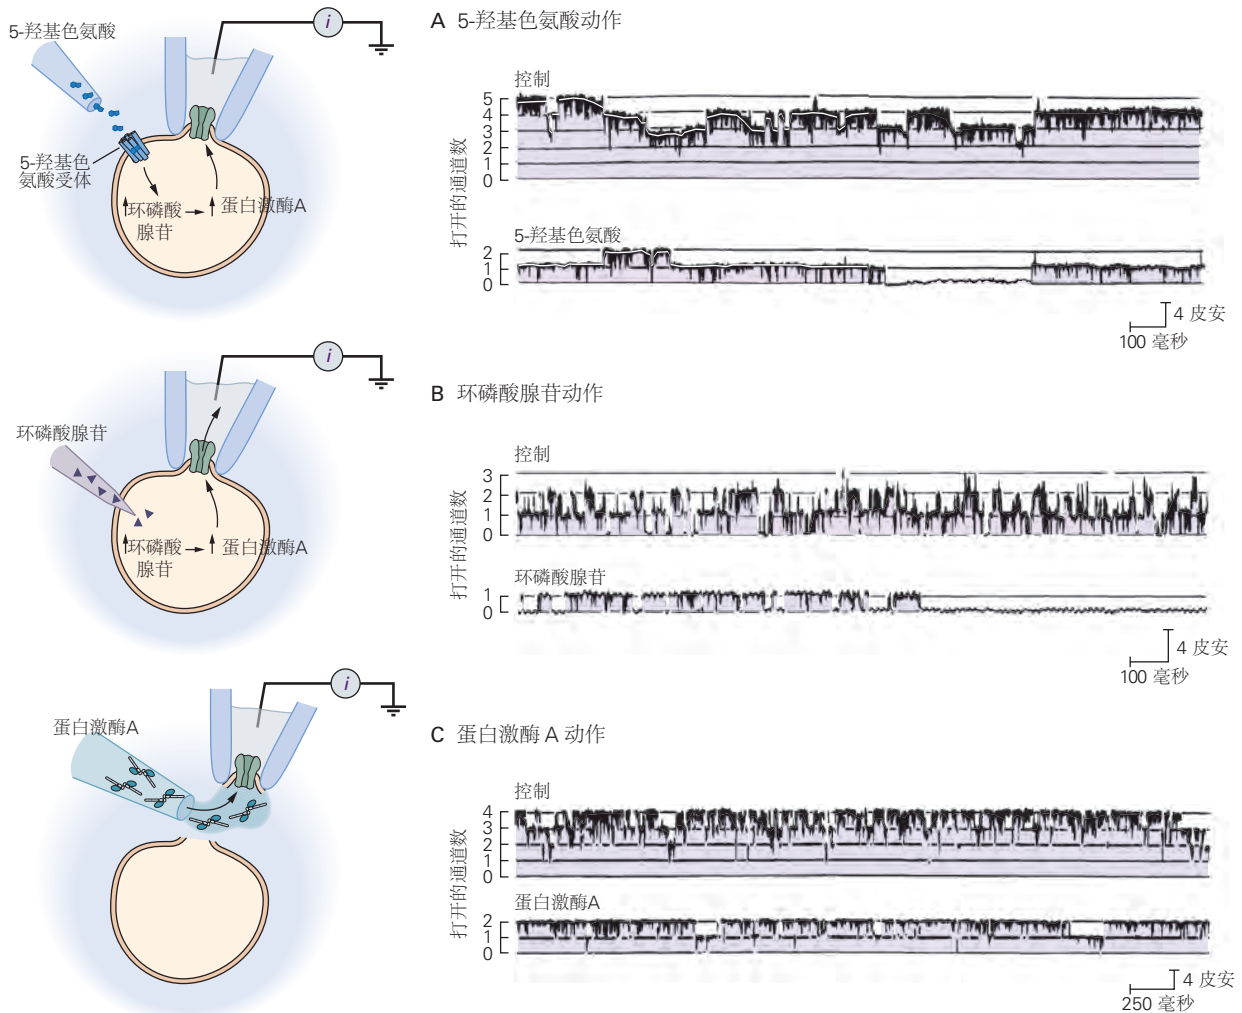 5-羟基色氨酸
i
5-羟基色
氨酸受体
环磷酸
腺苷
蛋白激酶A
A 5-羟基色氨酸动作
控制
打开的通道数
5
4
3
2
1
0
5-羟基色氨酸
2
1
0
4 皮安
100 毫秒
环磷酸腺苷
i
环磷酸
腺苷
蛋白激酶A
B 环磷酸腺苷动作
控制
打开的通道数
3
2
1
0
环磷酸腺苷
1
0
4 皮安
100 毫秒
蛋白激酶A
i
C 蛋白激酶 A 动作
控制
打开的通道数
4
3
2
1
0
蛋白激酶A
2
1
0
4 皮安
250 毫秒